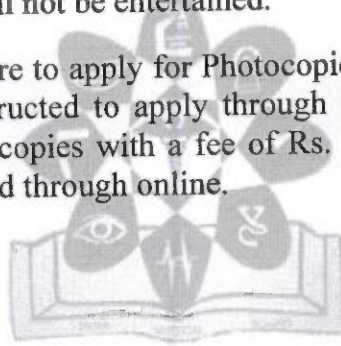 ll not be entertained.
re to apply for Photocopie
ructed to apply through
copies with a fee of Rs.
d through online.